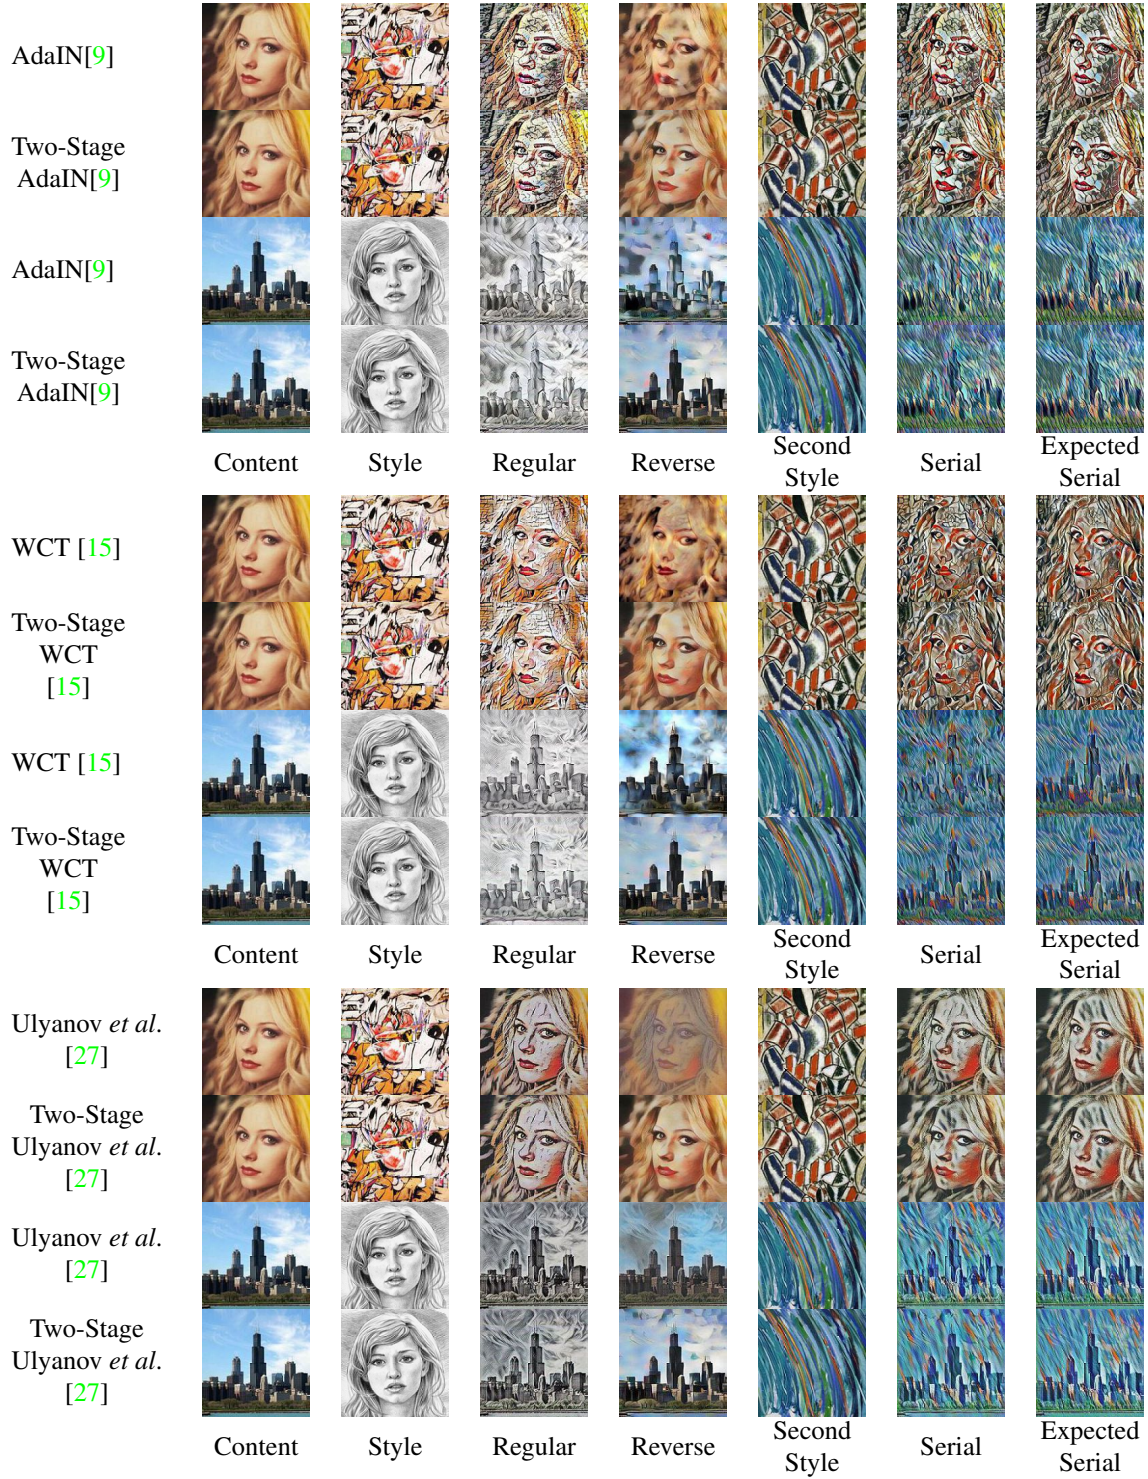 AdaIN[9]
Two-Stage
AdaIN[9]
AdaIN[9]
Two-Stage
AdaIN[9]
Content Style Regular Reverse Second Style Serial Expected Serial
WCT [15]
Two-Stage
WCT
[15]
WCT [15]
Two-Stage
WCT
[15]
Content Style Regular Reverse Second Style Serial Expected Serial
Ulyanov et al.
[27]
Two-Stage
Ulyanov et al.
[27]
Ulyanov et al.
[27]
Two-Stage
Ulyanov et al.
[27]
Content Style Regular Reverse Second Style Serial Expected Serial